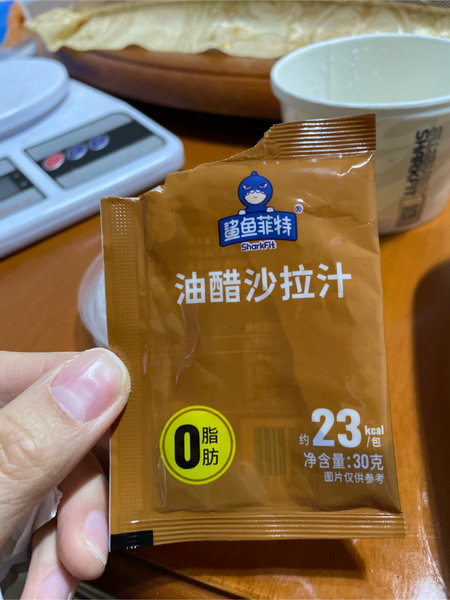 鲨鱼菲特®
SharkFit
油醋沙拉汁
0脂肪
约23kcal/包
净含量:30克
图片仅供参考
SHARKFIT